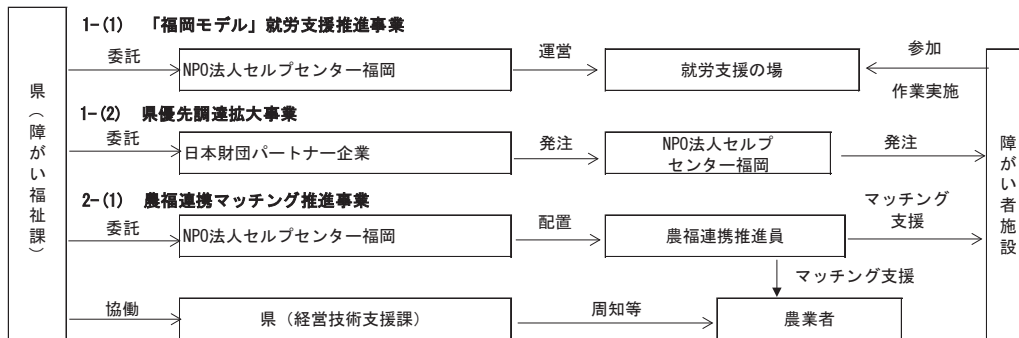 1-(1) 「福岡モデル」就労支援推進事業
委託
NPO法人セルプセンター福岡
運営
就労支援の場
参加
作業実施
県（障がい福祉課）
1-(2) 県優先調達拡大事業
委託
日本財団パートナー企業
発注
NPO法人セルプ
センター福岡
発注
障がい者施設
2-(1) 農福連携マッチング推進事業
委託
NPO法人セルプセンター福岡
配置
農福連携推進員
マッチング
支援
マッチング支援
協働
県（経営技術支援課）
周知等
農業者